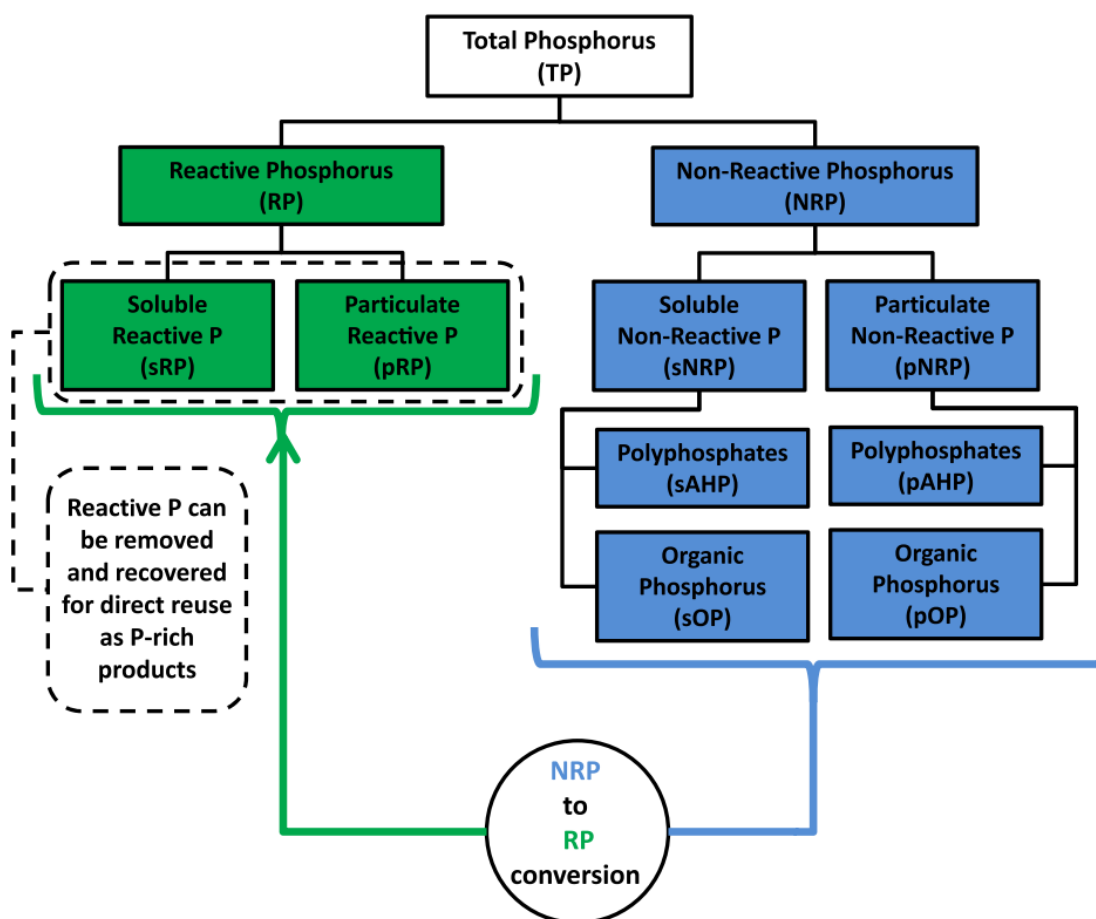 Total Phosphorus
(TP)
Reactive Phosphorus
(RP)
Non-Reactive Phosphorus
(NRP)
Soluble
Reactive P
(sRP)
Particulate
Reactive P
(pRP)
Soluble
Non-Reactive P
(sNRP)
Particulate
Non-Reactive P
(pNRP)
Polyphosphates
(sAHP)
Polyphosphates
(pAHP)
Organic
Phosphorus
(sOP)
Organic
Phosphorus
(pOP)
Reactive P can
be removed
and recovered
for direct reuse
as P-rich
products
NRP
to
RP
conversion